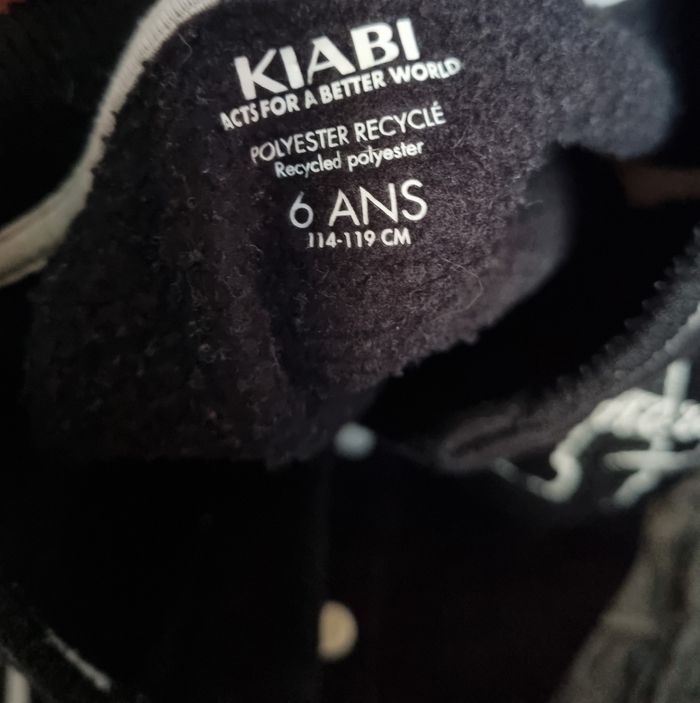 KIABI
ACTS FOR A BETTER WORLD
POLYESTER RECYCLÉ
Recycled polyester
6 ANS
114-119 CM